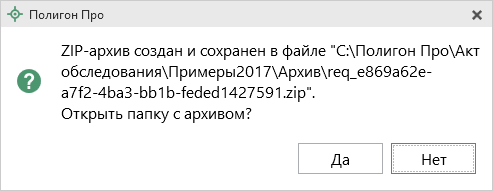 Полигон Про
ZIP-архив создан и сохранен в файле "C:\Полигон Про\Акт
обследования\Примеры2017\Архив\req_e869a62e-
a7f2-4ba3-bb1b-feded1427591.zip".
Открыть папку с архивом?
Да
Нет